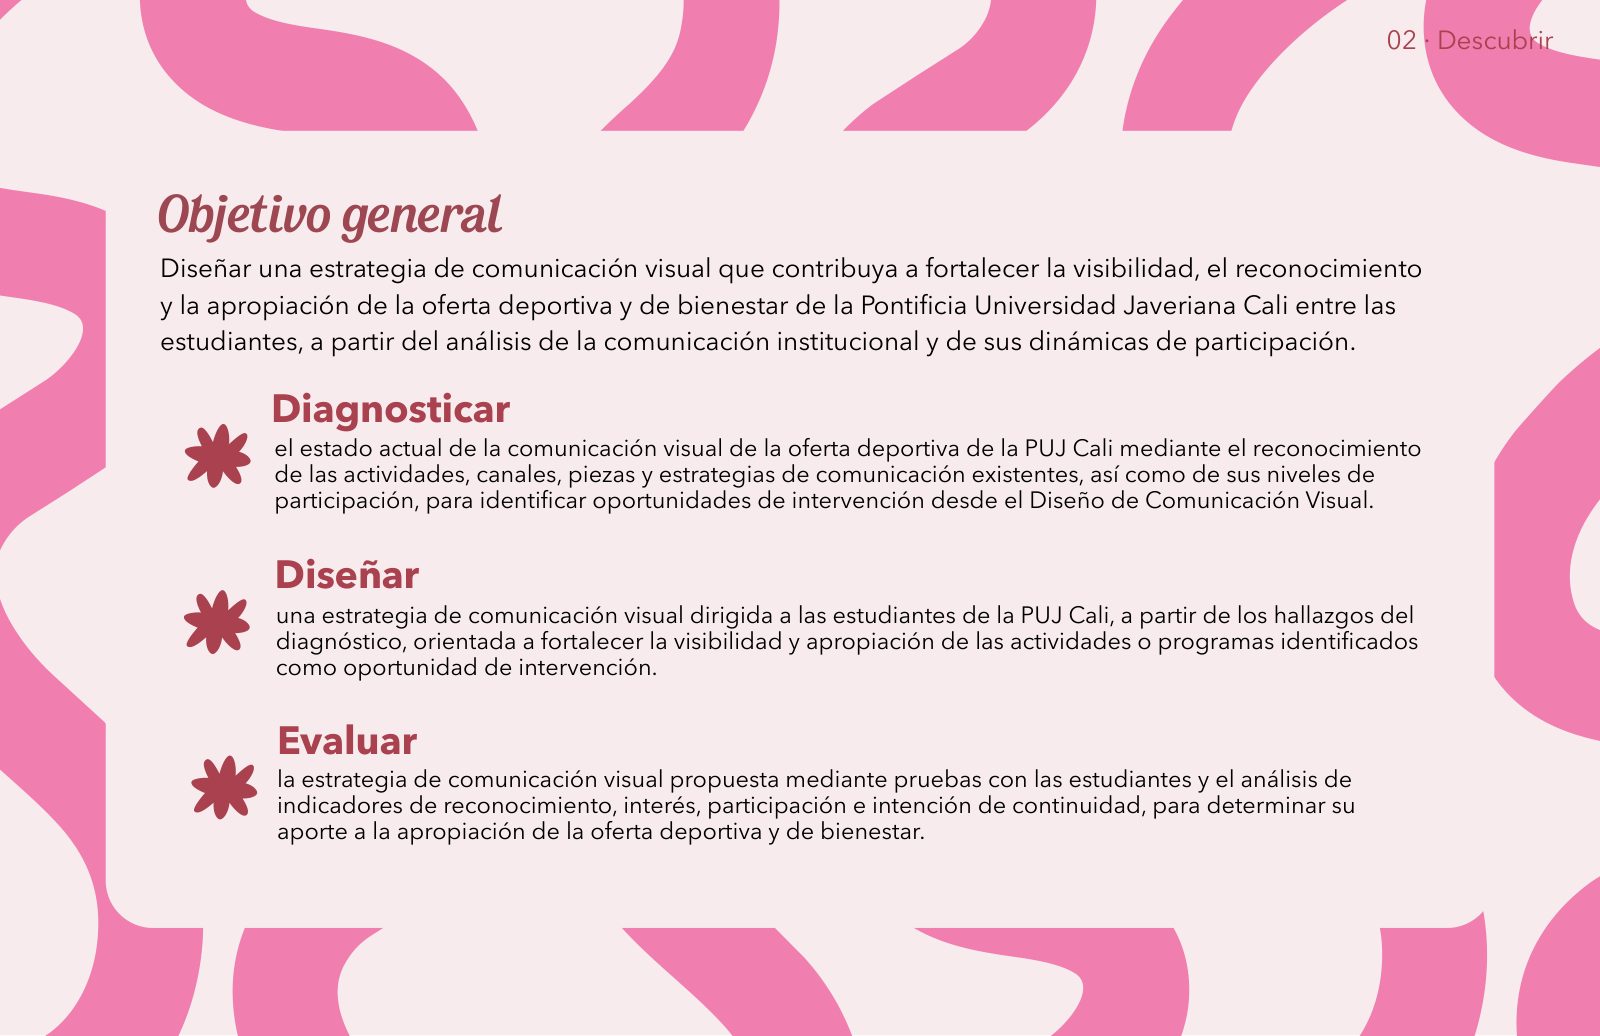 02 · Descubrir
Objetivo general
Diseñar una estrategia de comunicación visual que contribuya a fortalecer la visibilidad, el reconocimiento
y la apropiación de la oferta deportiva y de bienestar de la Pontificia Universidad Javeriana Cali entre las
estudiantes, a partir del análisis de la comunicación institucional y de sus dinámicas de participación.
Diagnosticar
el estado actual de la comunicación visual de la oferta deportiva de la PUJ Cali mediante el reconocimiento
de las actividades, canales, piezas y estrategias de comunicación existentes, así como de sus niveles de
participación, para identificar oportunidades de intervención desde el Diseño de Comunicación Visual.
Diseñar
una estrategia de comunicación visual dirigida a las estudiantes de la PUJ Cali, a partir de los hallazgos del
diagnóstico, orientada a fortalecer la visibilidad y apropiación de las actividades o programas identificados
como oportunidad de intervención.
Evaluar
la estrategia de comunicación visual propuesta mediante pruebas con las estudiantes y el análisis de
indicadores de reconocimiento, interés, participación e intención de continuidad, para determinar su
aporte a la apropiación de la oferta deportiva y de bienestar.